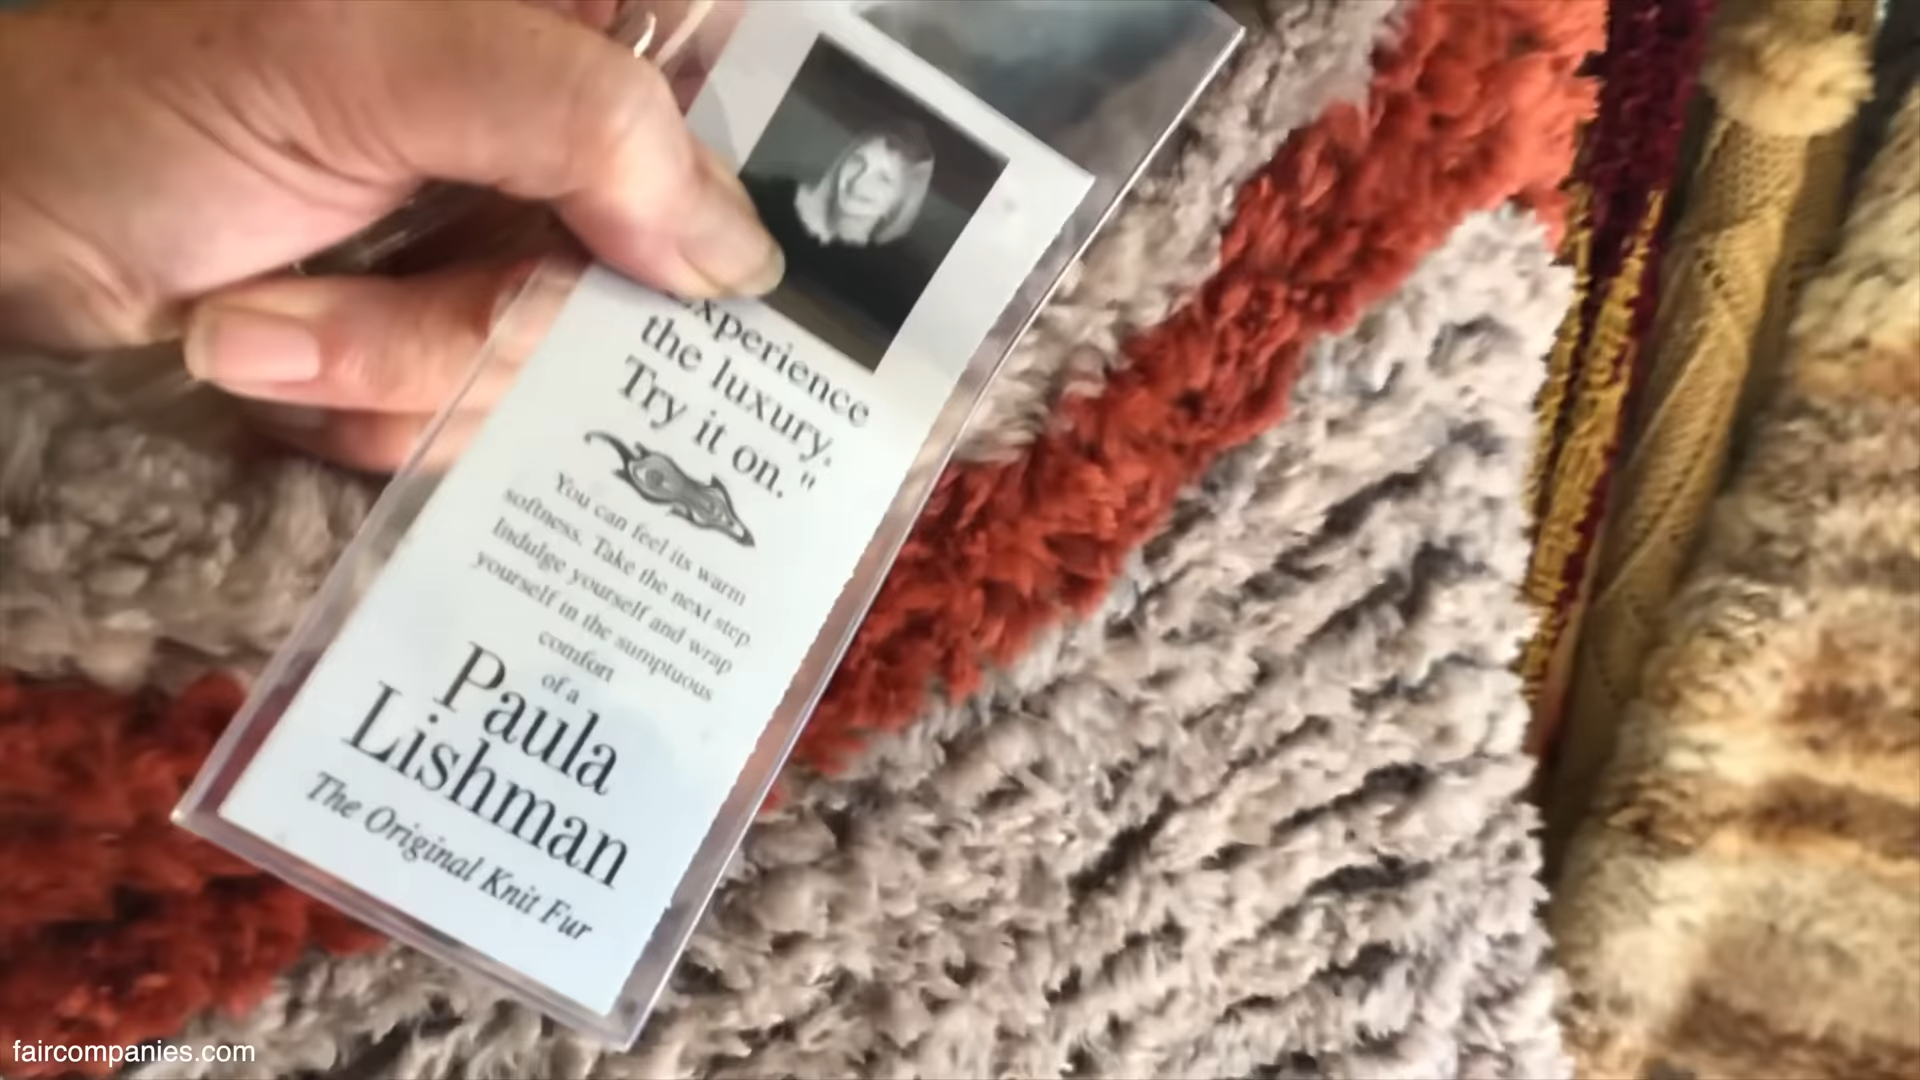 Experience
the luxury.
Try it on."
You can feel its warm
softness. Take the next step.
Indulge yourself and wrap
yourself in the sumptuous
comfort
of a
Paula
Lishman
The Original Knit Fur
faircompanies.com